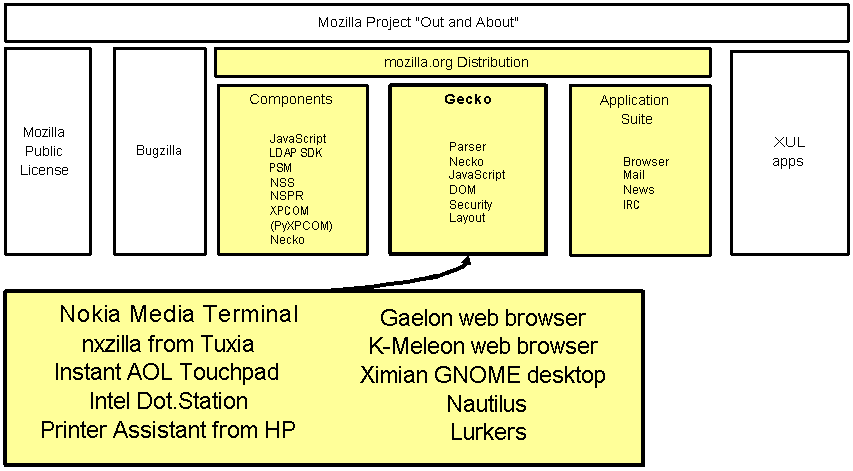 Mozilla Project "Out and About"
Mozilla
Public
License
Bugzilla
mozilla.org Distribution
Components
JavaScript
LDAP SDK
PSM
NSS
NSPR
XPCOM
(PyXPCOM)
Necko
Gecko
Parser
Necko
JavaScript
DOM
Security
Layout
Application
Suite
Browser
Mail
News
IRC
XUL
apps
Nokia Media Terminal
nxzilla from Tuxia
Instant AOL Touchpad
Intel Dot.Station
Printer Assistant from HP
Gaelon web browser
K-Meleon web browser
Ximian GNOME desktop
Nautilus
Lurkers